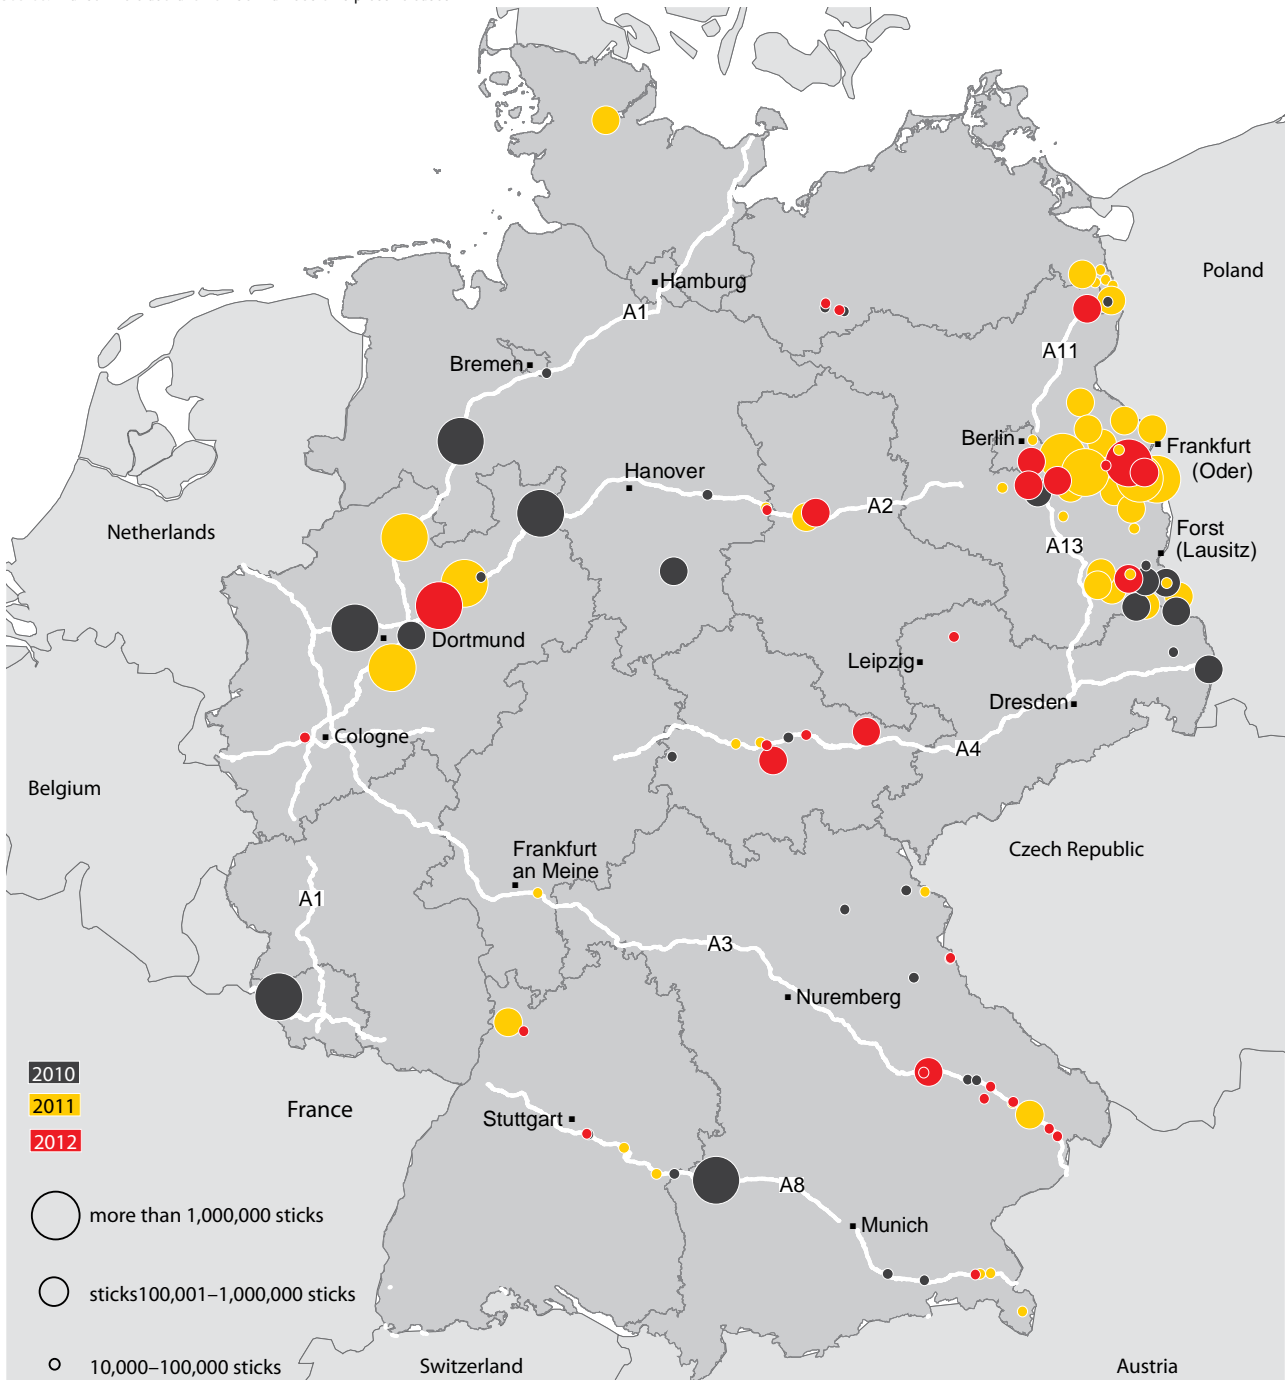 Hamburg
Poland
A1
A11
Bremen
Berlin
Frankfurt
(Oder)
Hanover
A2
Netherlands
Forst
(Lausitz)
A13
Dortmund
Leipzig
Dresden
Cologne
A4
Belgium
Frankfurt
an Meine
Czech Republic
A1
A3
Nuremberg
2010
2011
2012
France
Stuttgart
A8
more than 1,000,000 sticks
Munich
sticks100,001–1,000,000 sticks
10,000–100,000 sticks
Switzerland
Austria